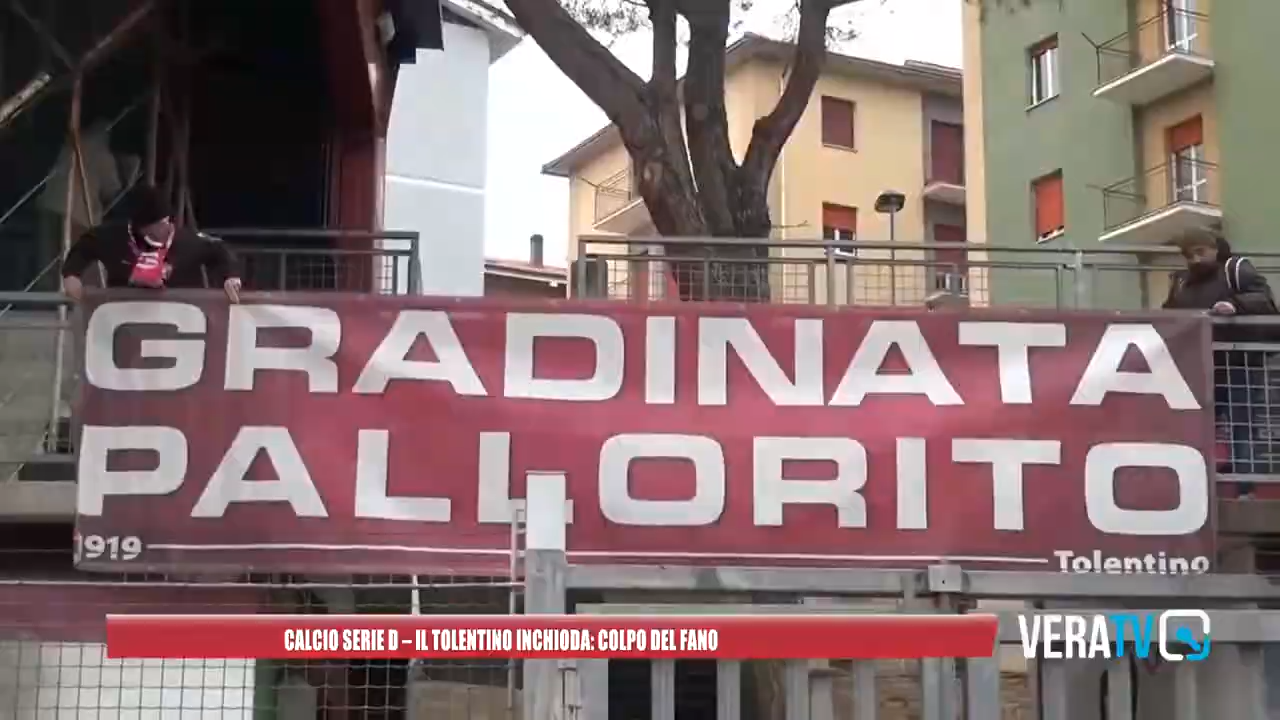 GRADINATA
PALLORITO
1919
Tolentino
CALCIO SERIE D – IL TOLENTINO INCHIODA: COLPO DEL FANO
VERATV